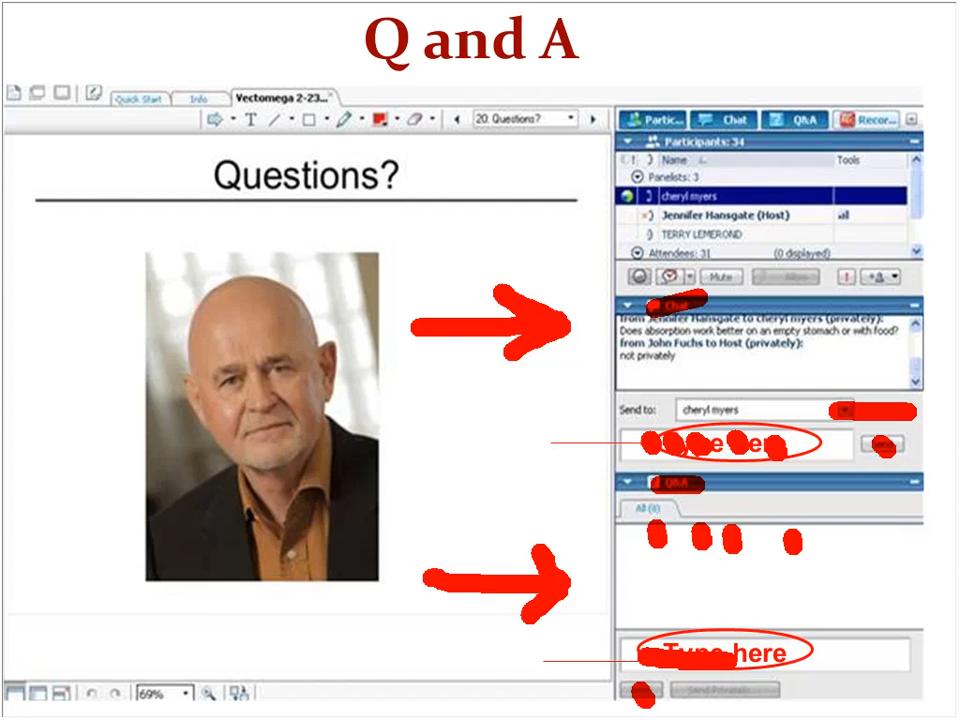 Q and A
Quick Start
Info
Vectomega 2-23...
T
20: Questions?
Partic...
Chat
Q&A
Recor...
Participants: 34
Name
Tools
Panelists: 3
cheryl myers
Jennifer Hansgate (Host)
TERRY LEMEROND
Attendees: 31 (0 displayed)
Mute
Questions?
Chat
from Jennifer Hansgate to cheryl myers (privately):
Does absorption work better on an empty stomach or with food?
from John Fuchs to Host (privately):
not privately
Send to:
cheryl myers
Q&A
All (8)
Type here
69%